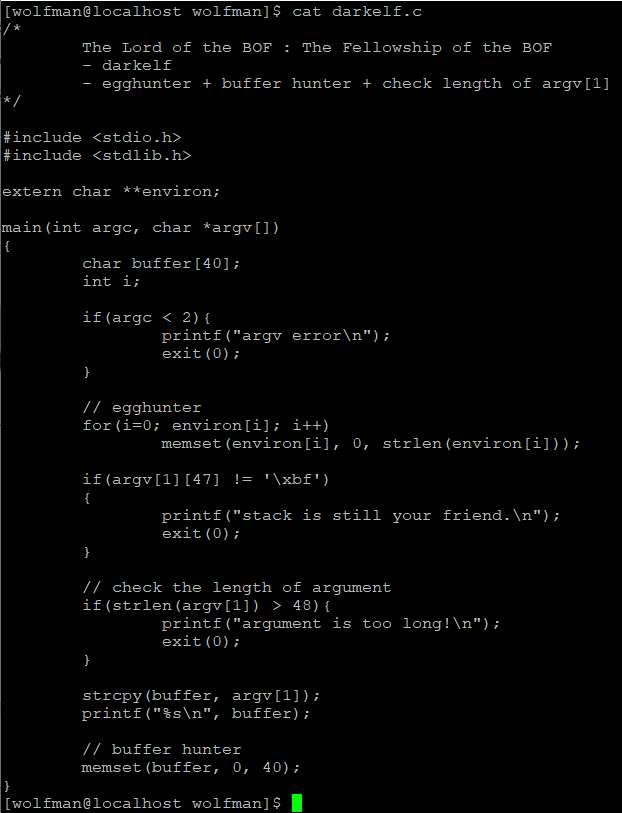 [wolfman@localhost wolfman]$ cat darkelf.c
/*
        The Lord of the BOF : The Fellowship of the BOF
        - darkelf
        - egghunter + buffer hunter + check length of argv[1]
*/
#include <stdio.h>
#include <stdlib.h>
extern char **environ;
main(int argc, char *argv[])
{
        char buffer[40];
        int i;
        if(argc < 2){
                printf("argv error\n");
                exit(0);
        }
        // egghunter
        for(i=0; environ[i]; i++)
                memset(environ[i], 0, strlen(environ[i]));
        if(argv[1][47] != '\xbf')
        {
                printf("stack is still your friend.\n");
                exit(0);
        }
        // check the length of argument
        if(strlen(argv[1]) > 48){
                printf("argument is too long!\n");
                exit(0);
        }
        strcpy(buffer, argv[1]);
        printf("%s\n", buffer);
        // buffer hunter
        memset(buffer, 0, 40);
}
[wolfman@localhost wolfman]$